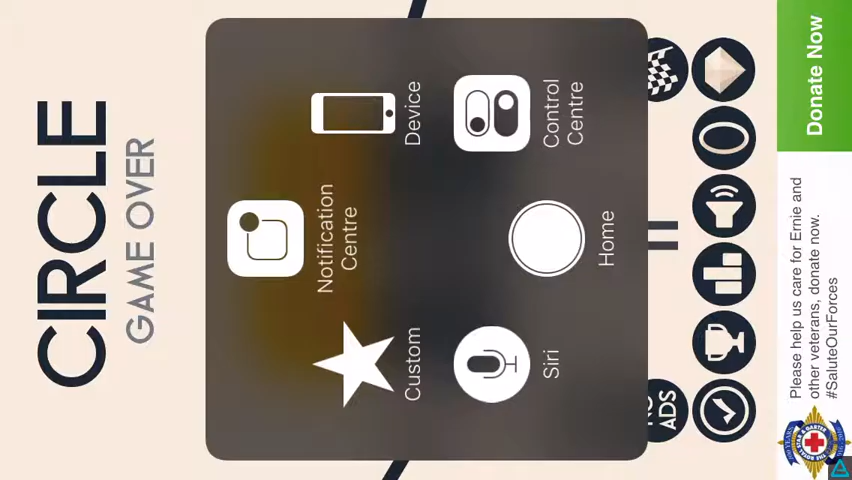 CIRCLE
GAME OVER
Notification
Centre
Device
Custom
Control
Centre
Home
Siri
ADS
Donate Now
Please help us care for Ernie and
other veterans, donate now.
#SaluteOurForces